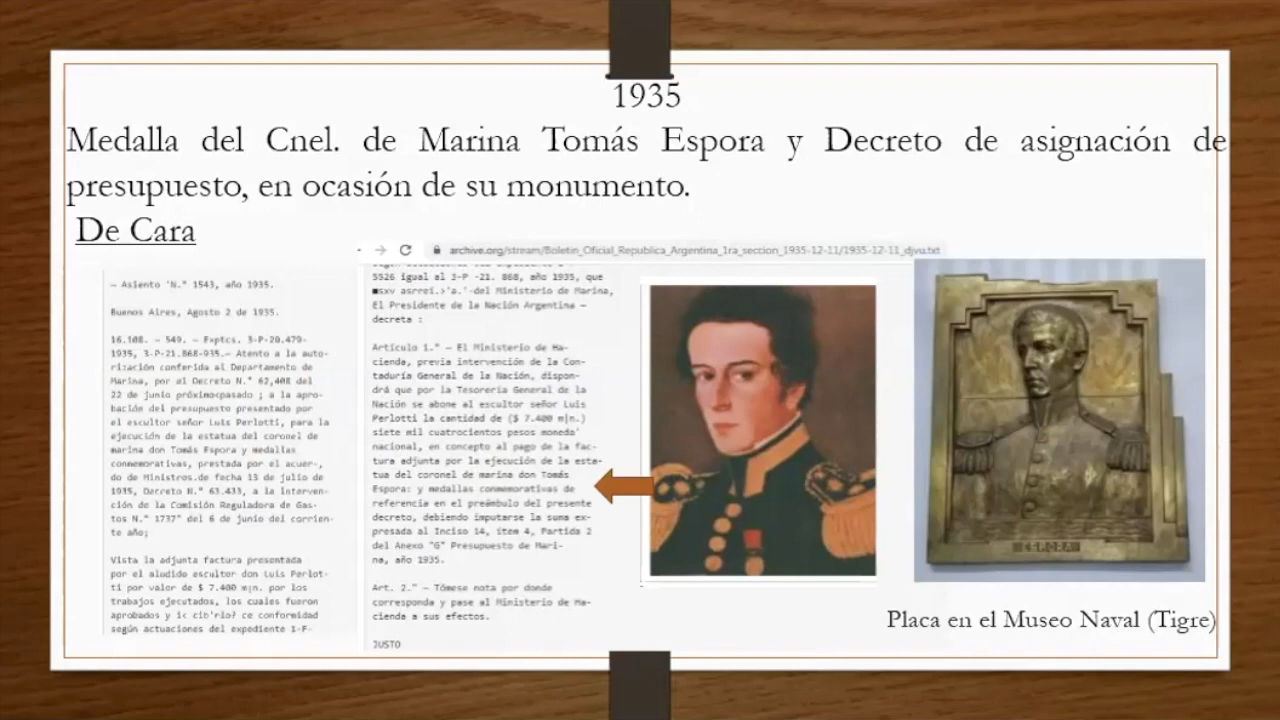 1935
Medalla del Cnel. de Marina Tomás Espora y Decreto de asignación de
presupuesto, en ocasión de su monumento.
De Cara
archive.org/stream/Boletin_Oficial_Republica_Argentina_1ra_seccion_1935-12-11/1935-12-11_djvu.txt
— Asiento 'N." 1543, año 1935.
Buenos Aires, Agosto 2 de 1935.
16.108. — 549. — Exptcs. 3-P-20.479-
1935, 3-P-21.868-935.— Atento a la auto-
rización conferida al Departamento de
Marina, por el Decreto N." 62,408 del
22 de junio próximo<pasado ; a la apro-
bación del presupuesto presentado por
el escultor señor Luis Perlotti, para la
ejecución de la estatua del coronel de
marina don Tomás Espora y medallas
conmemorativas, prestada por el acuer-,
do de Ministros.de fecha 13 de julio de
1935, Decreto N." 63.433, a la interven-
ción de la Comisión Reguladora de Gas-
tos N." 1737" del 6 de junio del corrien-
te año;
Vista la adjunta factura presentada
por el aludido escultor don Luis Perlot-
ti por valor de $ 7.400 m|n. por los
trabajos ejecutados, los cuales fueron
aprobados y ce conformidad
según actuaciones del expediente 1-F-
5526 igual al 3-P -21. 868, año 1935, que
del Ministerio de Marina,
El Presidente de la Nación Argentina —
decreta :
Artículo 1." — El Ministerio de Ha-
cienda, previa intervención de la Con-
taduría General de la Nación, dispon-
drá que por la Tesorería General de la
Nación se abone al escultor señor Luis
Perlotti la cantidad de ($ 7.400 m|n.)
siete mil cuatrocientos pesos moneda'
nacional, en concepto al pago de la fac-
tura adjunta por la ejecución de la esta-
tua del coronel de marina don Tomás
Espora: y medallas conmemorativas de
referencia en el preámbulo del presente
decreto, debiendo imputarse la suma ex-
presada al Inciso 14, ítem 4, Partida 2
del Anexo "G" Presupuesto de Mari-
na, año 1935.
Art. 2." — Tómese nota por donde
corresponda y pase al Ministerio de Ha-
cienda a sus efectos.
JUSTO
ESPORA
Placa en el Museo Naval (Tigre)